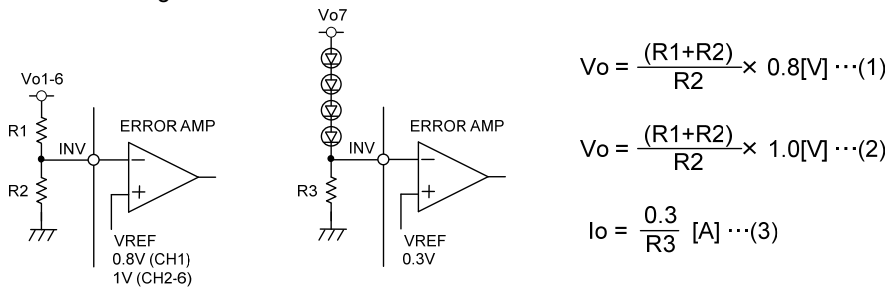 Vo1-6
R1
INV
ERROR AMP
−
+
R2
VREF
0.8V (CH1)
1V (CH2-6)
Vo7
INV
ERROR AMP
−
+
R3
VREF
0.3V
Vo = (R1+R2) / R2 × 0.8[V] ···(1)
Vo = (R1+R2) / R2 × 1.0[V] ···(2)
Io = 0.3 / R3 [A] ···(3)